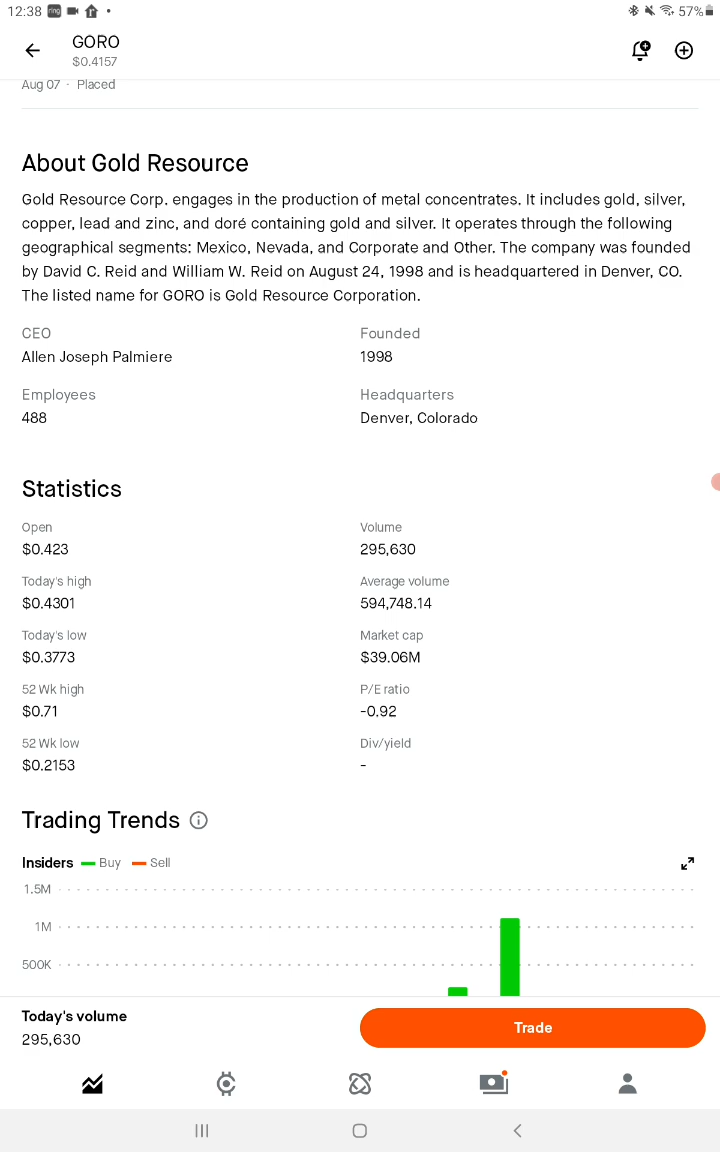 12:38 ring 57%
GORO
$0.4157
Aug 07 · Placed
About Gold Resource
Gold Resource Corp. engages in the production of metal concentrates. It includes gold, silver,
copper, lead and zinc, and doré containing gold and silver. It operates through the following
geographical segments: Mexico, Nevada, and Corporate and Other. The company was founded
by David C. Reid and William W. Reid on August 24, 1998 and is headquartered in Denver, CO.
The listed name for GORO is Gold Resource Corporation.
CEO Founded
Allen Joseph Palmiere 1998
Employees Headquarters
488 Denver, Colorado
Statistics
Open Volume
$0.423 295,630
Today's high Average volume
$0.4301 594,748.14
Today's low Market cap
$0.3773 $39.06M
52 Wk high P/E ratio
$0.71 -0.92
52 Wk low Div/yield
$0.2153 -
Trading Trends
Insiders Buy Sell
1.5M
1M
500K
Today's volume
295,630
Trade